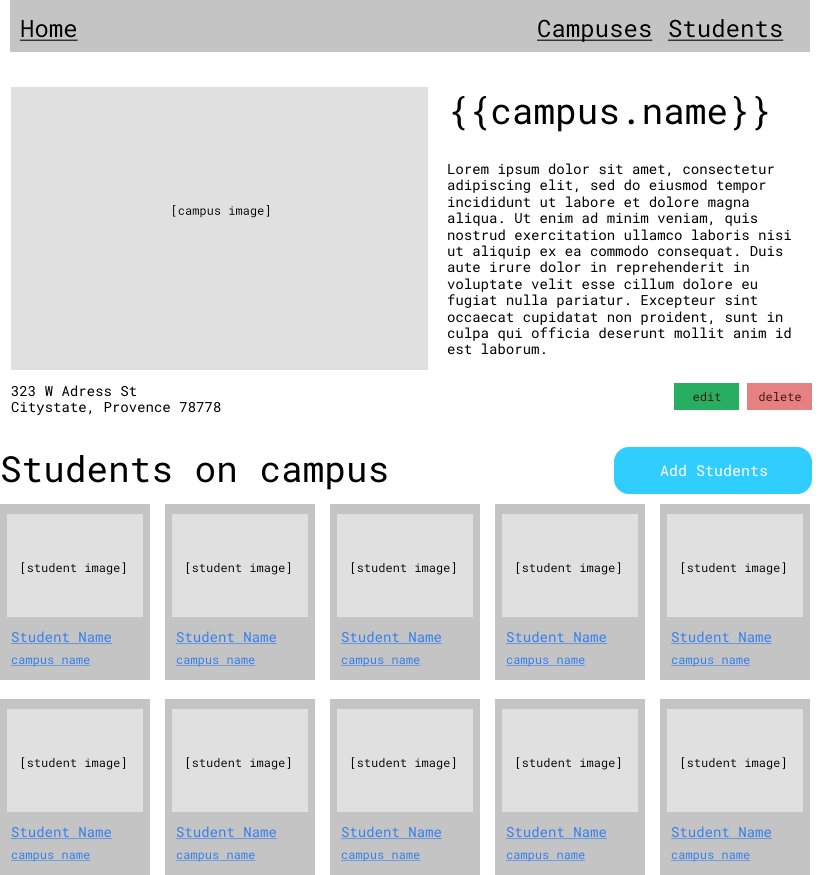 Home
Campuses Students
{{campus.name}}
[campus image]
Lorem ipsum dolor sit amet, consectetur
adipiscing elit, sed do eiusmod tempor
incididunt ut labore et dolore magna
aliqua. Ut enim ad minim veniam, quis
nostrud exercitation ullamco laboris nisi
ut aliquip ex ea commodo consequat. Duis
aute irure dolor in reprehenderit in
voluptate velit esse cillum dolore eu
fugiat nulla pariatur. Excepteur sint
occaecat cupidatat non proident, sunt in
culpa qui officia deserunt mollit anim id
est laborum.
323 W Adress St
Citystate, Provence 78778
edit
delete
Students on campus
Add Students
[student image]
[student image]
[student image]
[student image]
[student image]
Student Name
Student Name
Student Name
Student Name
Student Name
campus name
campus name
campus name
campus name
campus name
[student image]
[student image]
[student image]
[student image]
[student image]
Student Name
Student Name
Student Name
Student Name
Student Name
campus name
campus name
campus name
campus name
campus name